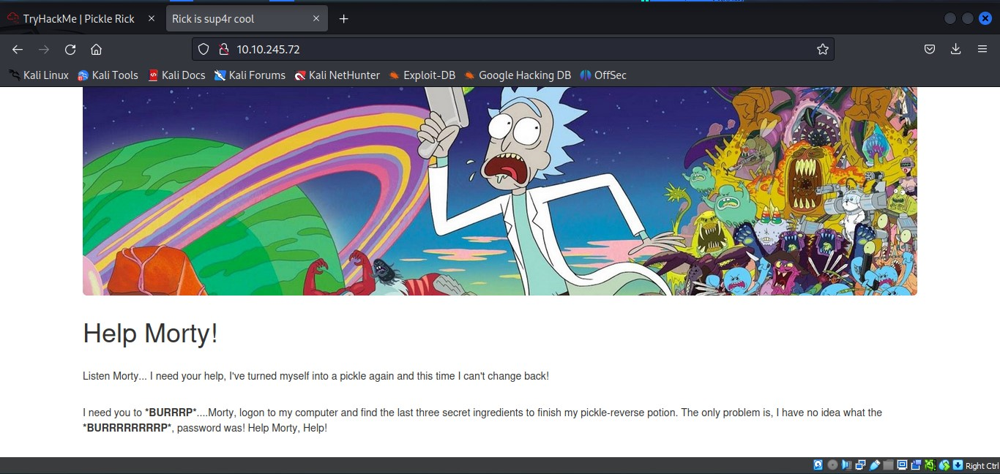 TryHackMe | Pickle Rick
Rick is sup4r cool
10.10.245.72
Kali Linux Kali Tools Kali Docs Kali Forums Kali NetHunter Exploit-DB Google Hacking DB OffSec
Help Morty!
Listen Morty... I need your help, I've turned myself into a pickle again and this time I can't change back!
I need you to *BURRRP*....Morty, logon to my computer and find the last three secret ingredients to finish my pickle-reverse potion. The only problem is, I have no idea what the
*BURRRRRRRRP*, password was! Help Morty, Help!
Right Ctrl